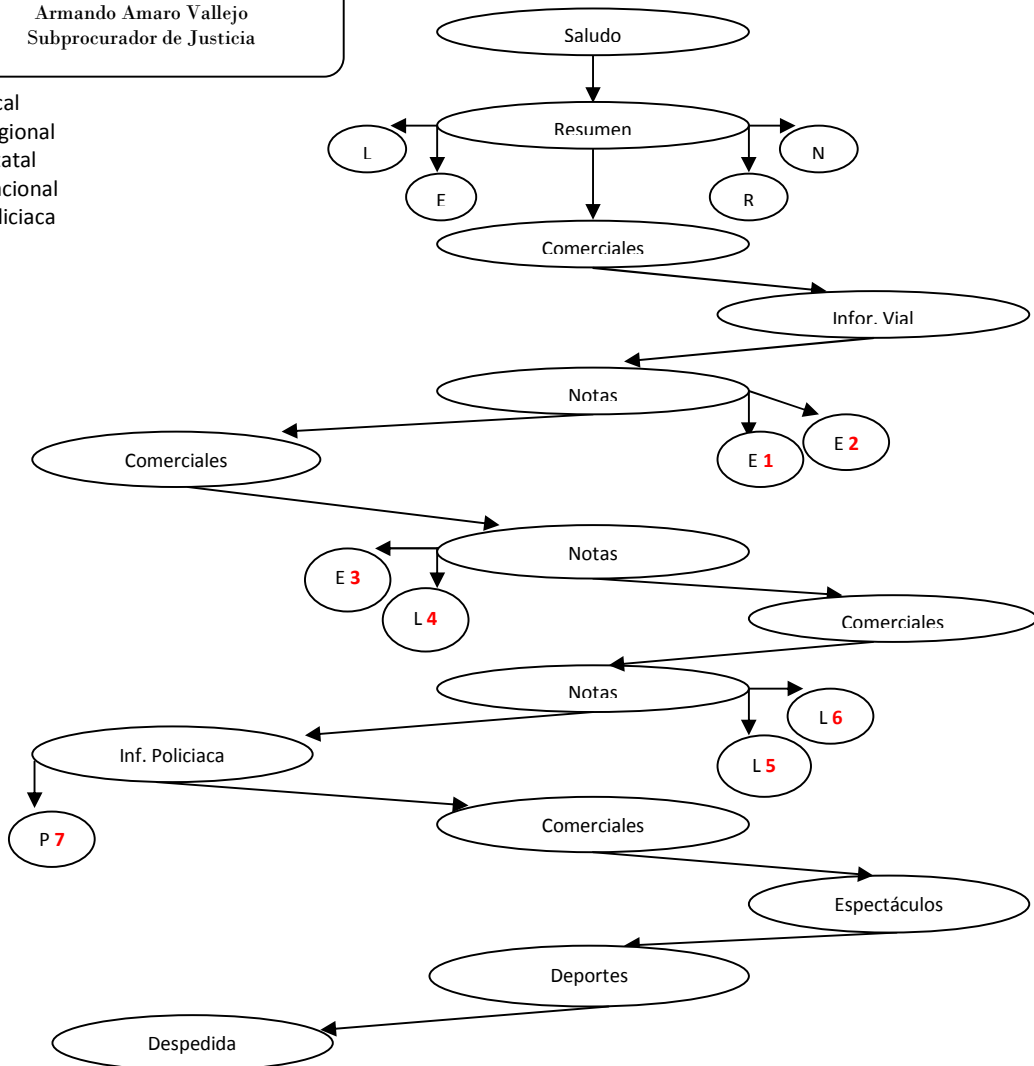 Armando Amaro Vallejo
Subprocurador de Justicia
cal
gional
tatal
cional
liciaca
Saludo
Resumen
L
E
R
N
Comerciales
Infor. Vial
Notas
E 1
E 2
Comerciales
Notas
E 3
L 4
Comerciales
Notas
L 5
L 6
Inf. Policiaca
P 7
Comerciales
Espectáculos
Deportes
Despedida